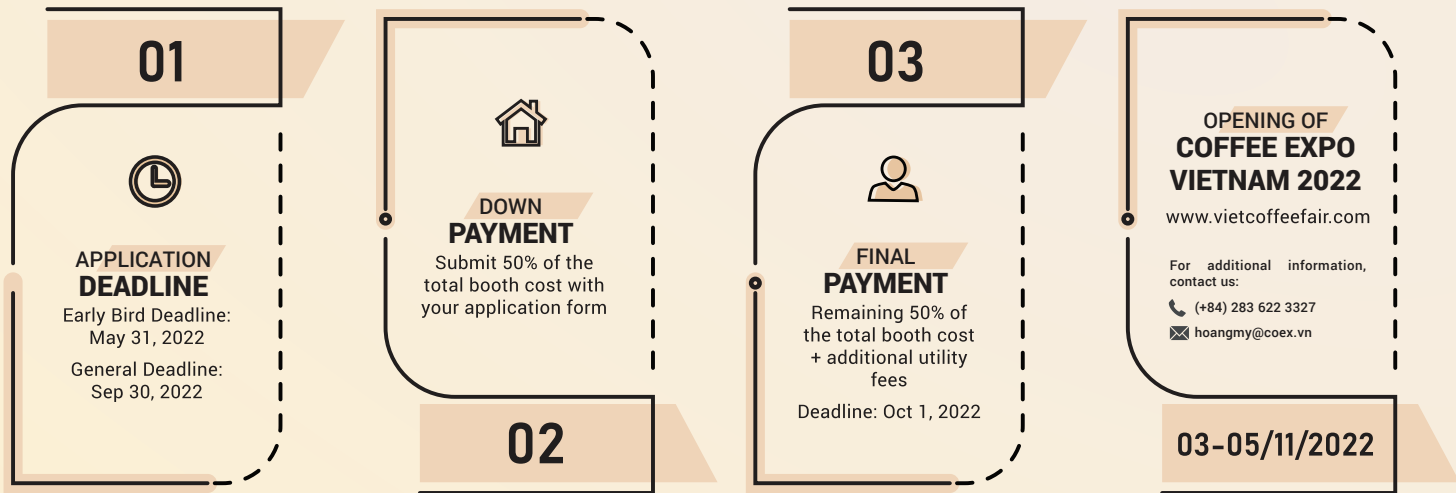 01
APPLICATION
DEADLINE
Early Bird Deadline:
May 31, 2022
General Deadline:
Sep 30, 2022
DOWN
PAYMENT
Submit 50% of the
total booth cost with
your application form
02
03
FINAL
PAYMENT
Remaining 50% of
the total booth cost
+ additional utility
fees
Deadline: Oct 1, 2022
OPENING OF
COFFEE EXPO
VIETNAM 2022
www.vietcoffeefair.com
For additional information,
contact us:
(+84) 283 622 3327
hoangmy@coex.vn
03-05/11/2022